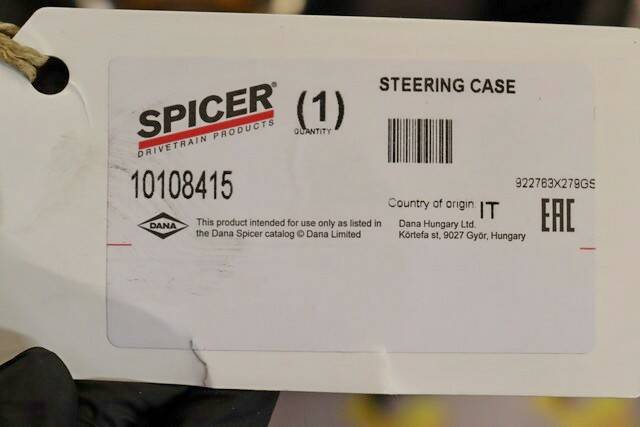 STEERING CASE
SPICER®
DRIVETRAIN PRODUCTS
(1)
QUANTITY
10108415
922763X279GS
Country of origin: IT
EAC
DANA
This product intended for use only as listed in
the Dana Spicer catalog © Dana Limited
Dana Hungary Ltd.
Körtefa st, 9027 Györ, Hungary